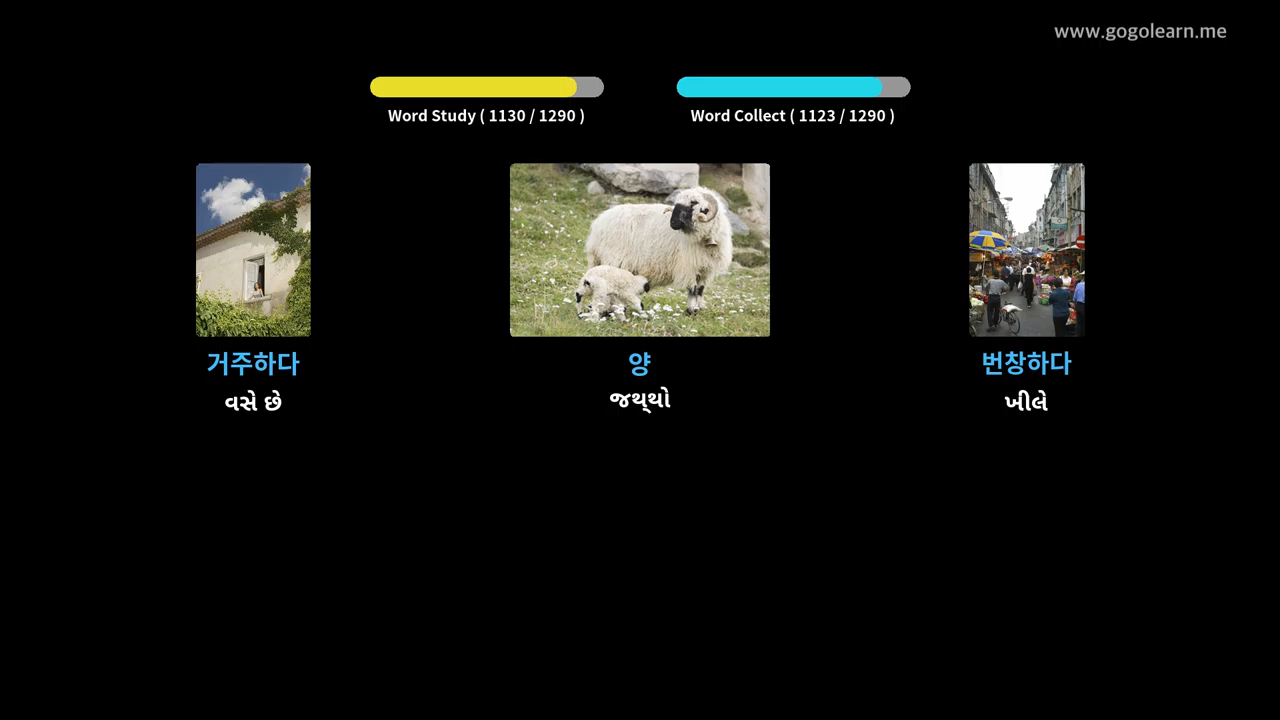 www.gogolearn.me
Word Study ( 1130 / 1290 )
Word Collect ( 1123 / 1290 )
거주하다
양
번창하다
વસે છે
જથ્થો
ખીલે